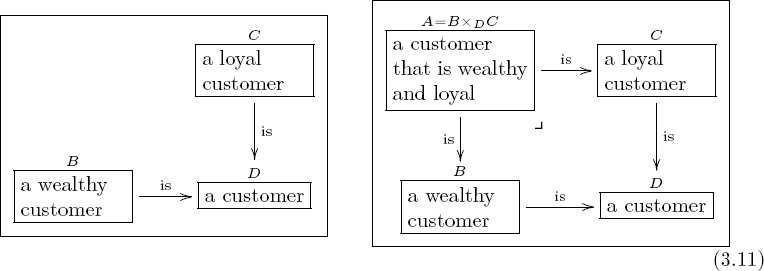 C
a loyal
customer
is
B
a wealthy
customer
is
D
a customer
A=B×_DC
a customer
that is wealthy
and loyal
is
C
a loyal
customer
is
is
B
a wealthy
customer
is
D
a customer
(3.11)